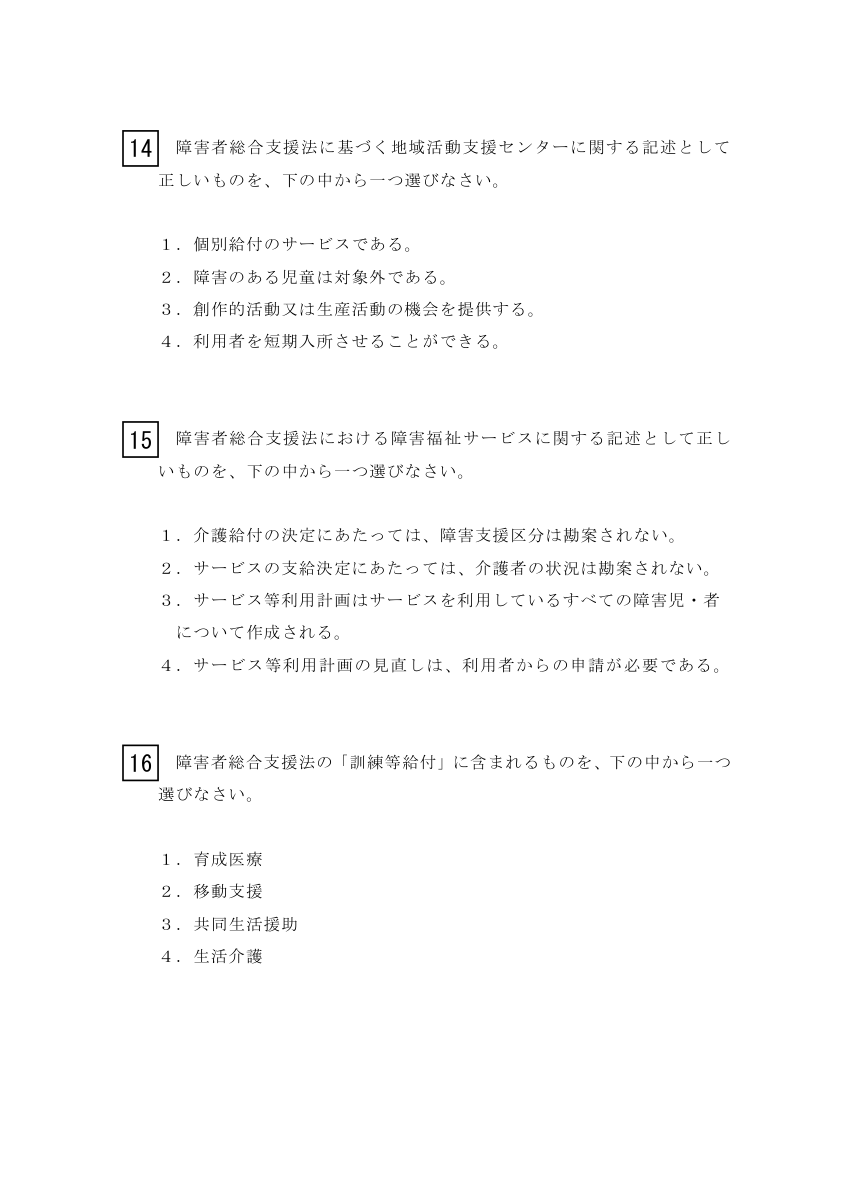 14 障害者総合支援法に基づく地域活動支援センターに関する記述として
正しいものを、下の中から一つ選びなさい。
１．個別給付のサービスである。
２．障害のある児童は対象外である。
３．創作的活動又は生産活動の機会を提供する。
４．利用者を短期入所させることができる。
15 障害者総合支援法における障害福祉サービスに関する記述として正し
いものを、下の中から一つ選びなさい。
１．介護給付の決定にあたっては、障害支援区分は勘案されない。
２．サービスの支給決定にあたっては、介護者の状況は勘案されない。
３．サービス等利用計画はサービスを利用しているすべての障害児・者
について作成される。
４．サービス等利用計画の見直しは、利用者からの申請が必要である。
16 障害者総合支援法の「訓練等給付」に含まれるものを、下の中から一つ
選びなさい。
１．育成医療
２．移動支援
３．共同生活援助
４．生活介護